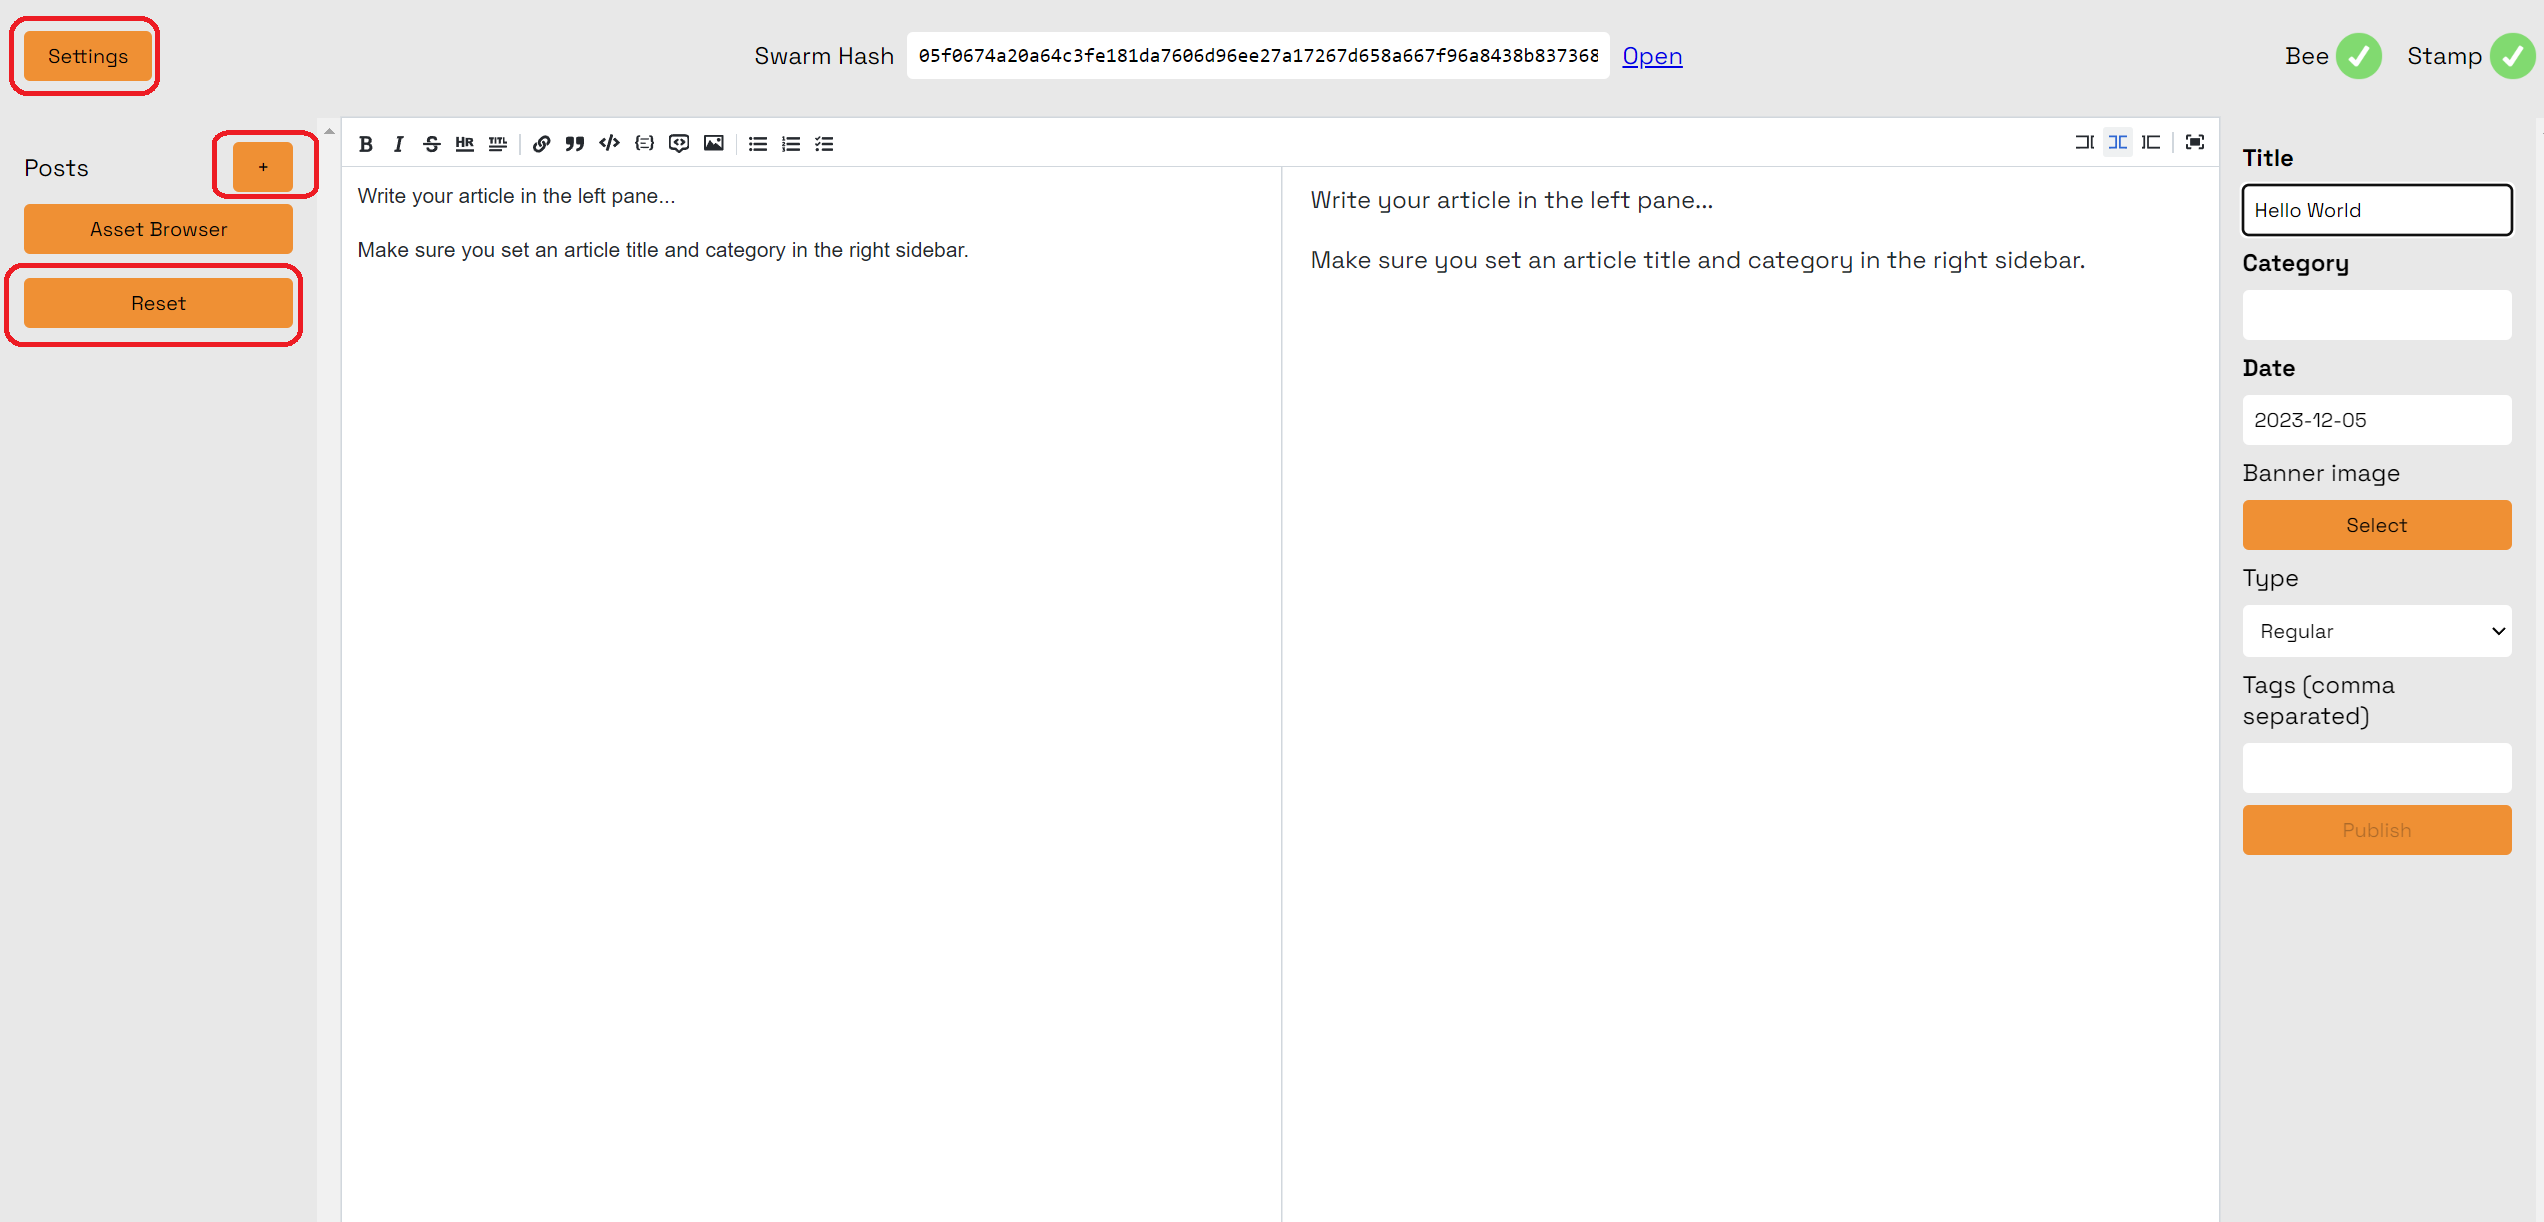 Settings
Swarm Hash 05f0674a20a64c3fe181da7606d96ee27a17267d658a667f96a8438b837368 Open
Bee Stamp
Posts +
Asset Browser
Reset
B I S HR TITL
Write your article in the left pane...
Make sure you set an article title and category in the right sidebar.
Write your article in the left pane...
Make sure you set an article title and category in the right sidebar.
Title
Hello World
Category
Date
2023-12-05
Banner image
Select
Type
Regular
Tags (comma
separated)
Publish